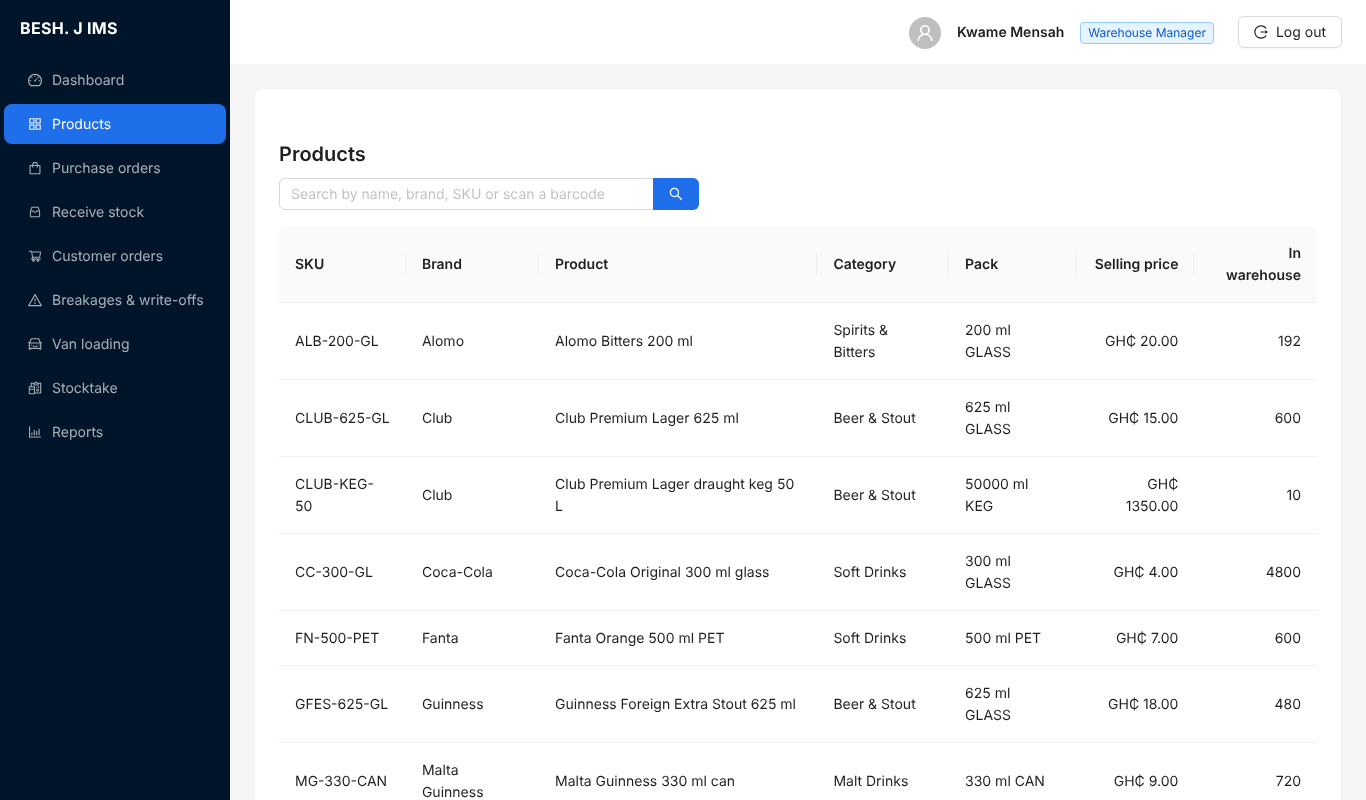 BESH. J IMS
Kwame Mensah
Warehouse Manager
Log out
Dashboard
Products
Purchase orders
Receive stock
Customer orders
Breakages & write-offs
Van loading
Stocktake
Reports
Products
Search by name, brand, SKU or scan a barcode
SKU Brand Product Category Pack Selling price In warehouse
ALB-200-GL Alomo Alomo Bitters 200 ml Spirits & Bitters 200 ml GLASS GH₵ 20.00 192
CLUB-625-GL Club Club Premium Lager 625 ml Beer & Stout 625 ml GLASS GH₵ 15.00 600
CLUB-KEG-50 Club Club Premium Lager draught keg 50 L Beer & Stout 50000 ml KEG GH₵ 1350.00 10
CC-300-GL Coca-Cola Coca-Cola Original 300 ml glass Soft Drinks 300 ml GLASS GH₵ 4.00 4800
FN-500-PET Fanta Fanta Orange 500 ml PET Soft Drinks 500 ml PET GH₵ 7.00 600
GFES-625-GL Guinness Guinness Foreign Extra Stout 625 ml Beer & Stout 625 ml GLASS GH₵ 18.00 480
MG-330-CAN Malta Guinness Malta Guinness 330 ml can Malt Drinks 330 ml CAN GH₵ 9.00 720